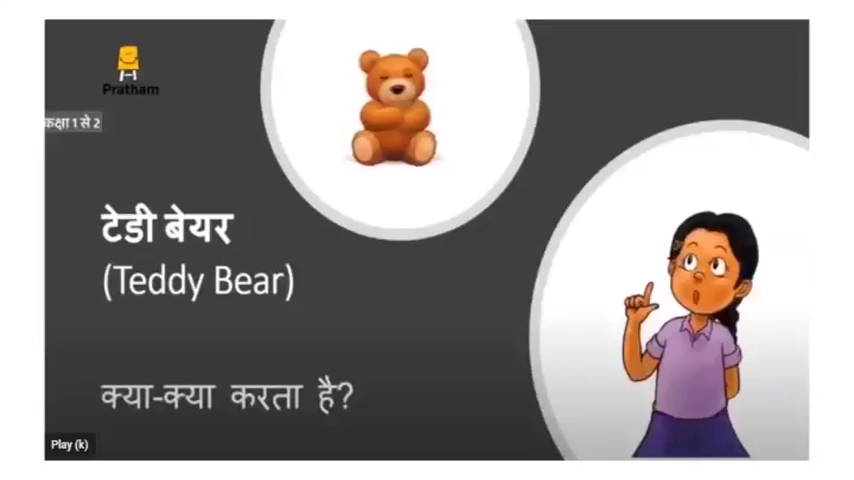 Pratham
कक्षा 1 से 2
टेडी बेयर
(Teddy Bear)
क्या-क्या करता है?
Play (k)